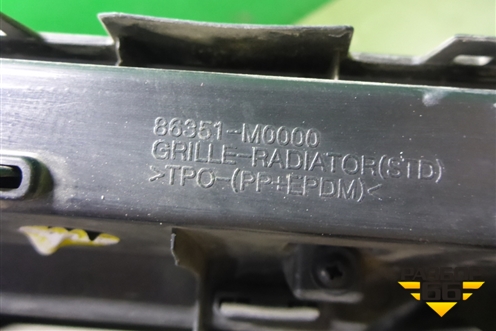 86351-M0000
GRILLE-RADIATOR(STD)
>TPO-(PP+EPDM)<